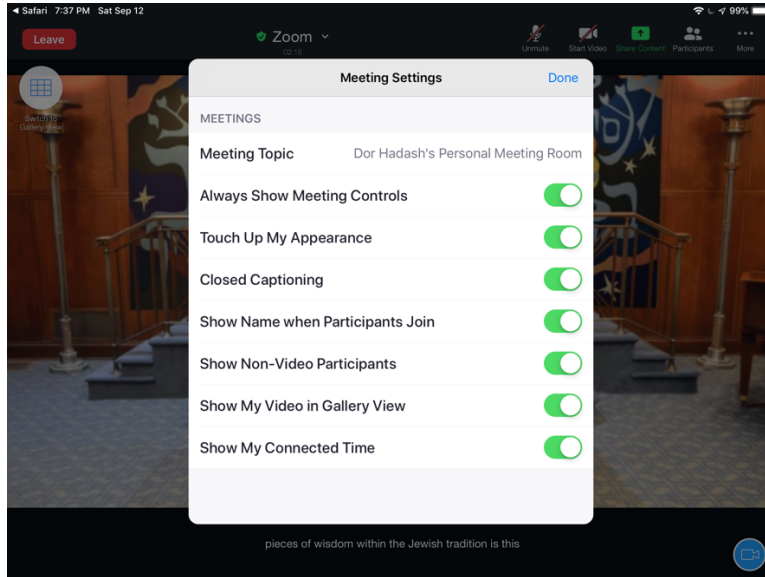 Safari 7:37 PM Sat Sep 12 99%
Leave
Zoom
02:15
Unmute Start Video Share Content Participants More
Switch to
Gallery View
Meeting Settings Done
MEETINGS
Meeting Topic Dor Hadash's Personal Meeting Room
Always Show Meeting Controls
Touch Up My Appearance
Closed Captioning
Show Name when Participants Join
Show Non-Video Participants
Show My Video in Gallery View
Show My Connected Time
pieces of wisdom within the Jewish tradition is this